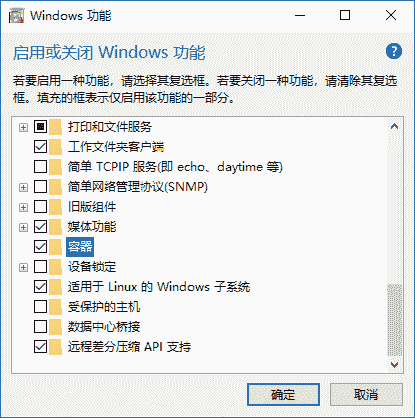 Windows 功能
启用或关闭 Windows 功能
?
若要启用一种功能，请选择其复选框。若要关闭一种功能，请清除其复选
框。填充的框表示仅启用该功能的一部分。
打印和文件服务
工作文件夹客户端
简单 TCPIP 服务(即 echo、daytime 等)
简单网络管理协议(SNMP)
旧版组件
媒体功能
容器
设备锁定
适用于 Linux 的 Windows 子系统
受保护的主机
数据中心桥接
远程差分压缩 API 支持
确定
取消